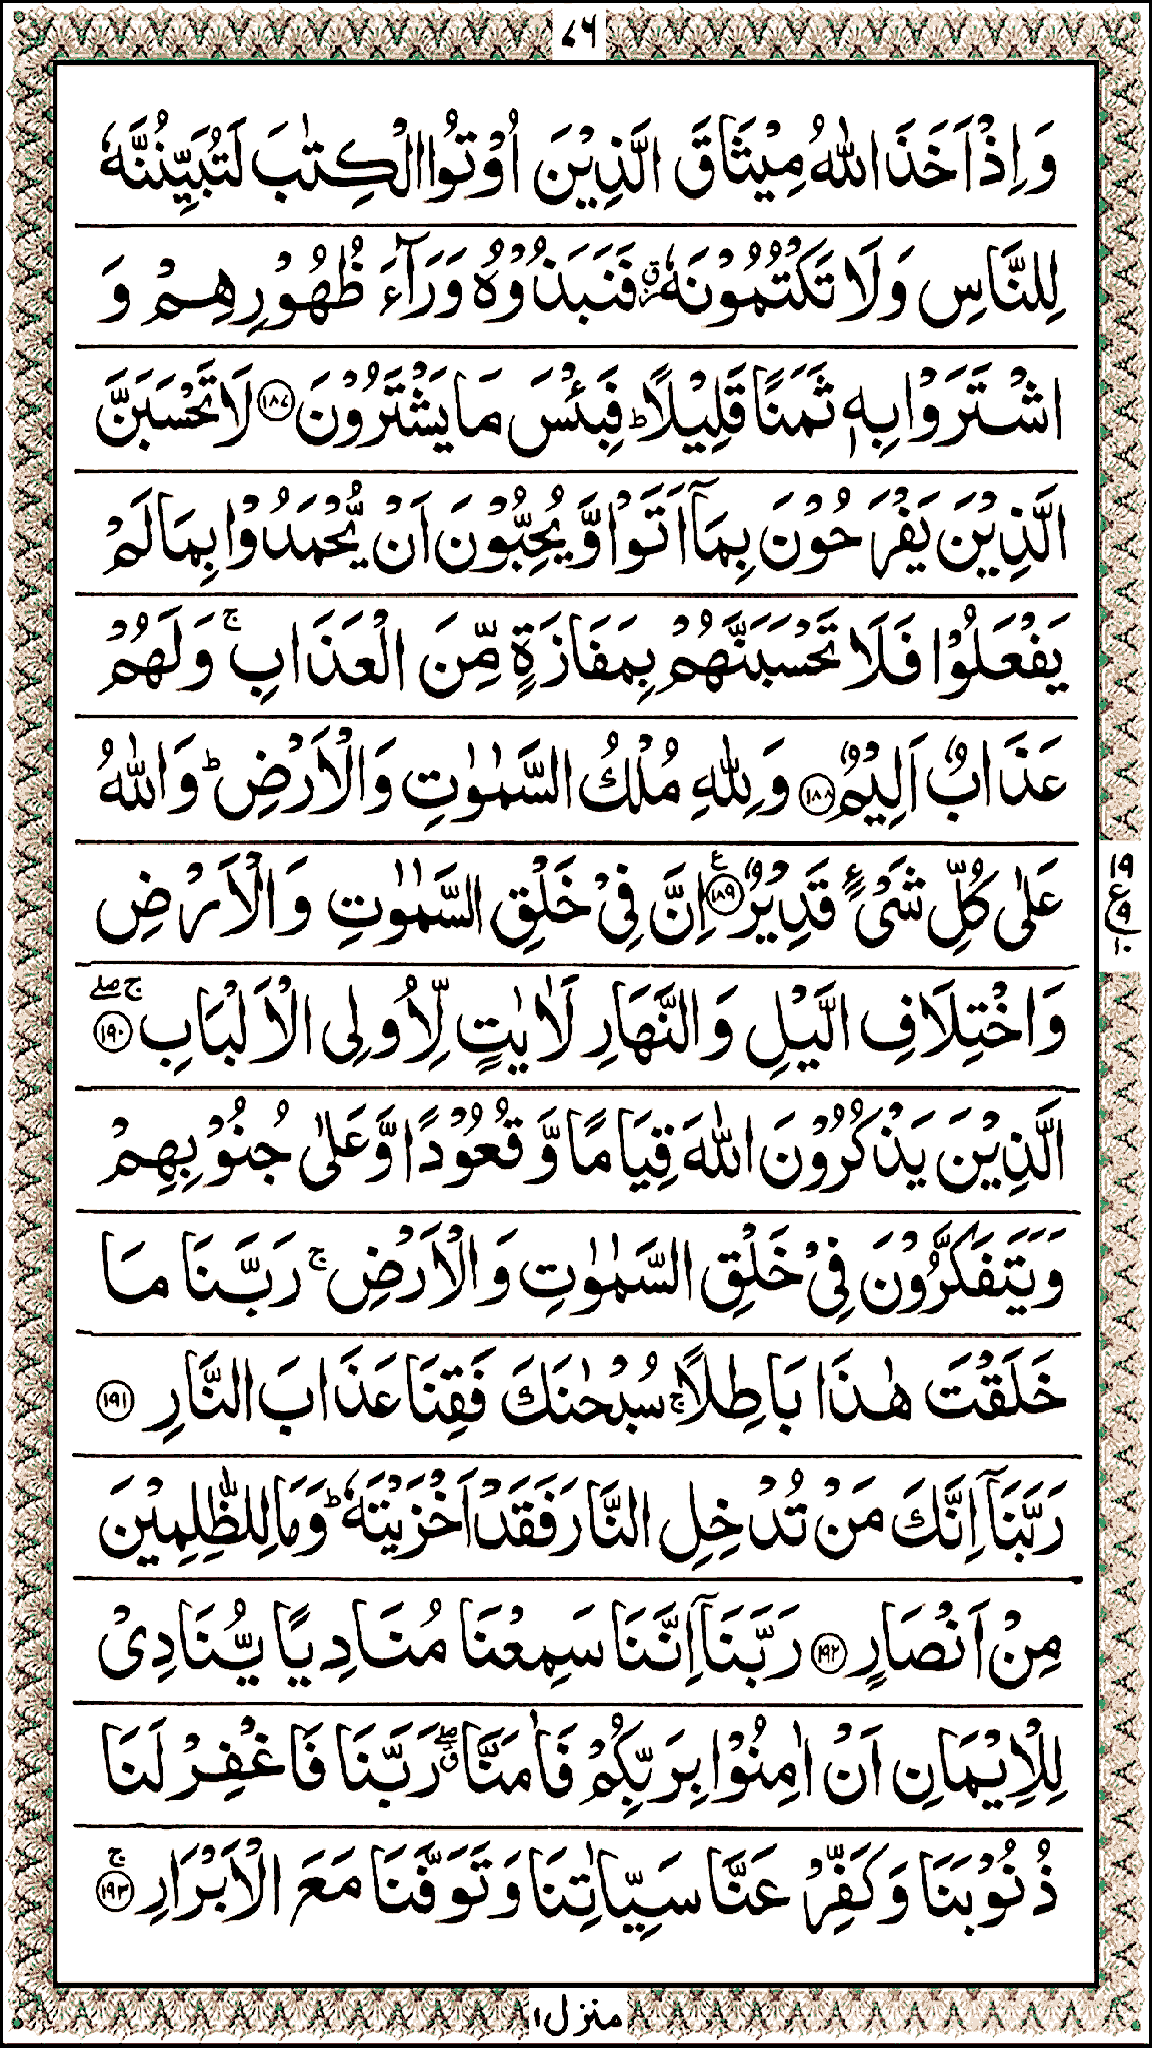 ٧٦
وَاِذْ اَخَذَ اللّٰهُ مِيْثَاقَ الَّذِيْنَ اُوْتُوا الْكِتٰبَ لَتُبَيِّنُنَّهٗ
لِلنَّاسِ وَلَا تَكْتُمُوْنَهٗ ز ق فَنَبَذُوْهُ وَرَآءَ ظُهُوْرِهِمْ وَ
اشْتَرَوْا بِهٖ ثَمَنًا قَلِيْلًا ؕ فَبِئْسَ مَا يَشْتَرُوْنَ ١٨٧ لَا تَحْسَبَنَّ
الَّذِيْنَ يَفْرَحُوْنَ بِمَاۤ اَتَوْا وَّيُحِبُّوْنَ اَنْ يُّحْمَدُوْا بِمَا لَمْ
يَفْعَلُوْا فَلَا تَحْسَبَنَّهُمْ بِمَفَازَةٍ مِّنَ الْعَذَابِ ۚ وَلَهُمْ
عَذَابٌ اَلِيْمٌ ١٨٨ وَلِلّٰهِ مُلْكُ السَّمٰوٰتِ وَالْاَرْضِ ؕ وَاللّٰهُ
عَلٰى كُلِّ شَىْءٍ قَدِيْرٌ ١٨٩ ع اِنَّ فِىْ خَلْقِ السَّمٰوٰتِ وَالْاَرْضِ
١٩
ع
٩
١٠
وَاخْتِلَافِ الَّيْلِ وَالنَّهَارِ لَاٰيٰتٍ لِّاُولِى الْاَلْبَابِ ١٩٠ ج صلے
الَّذِيْنَ يَذْكُرُوْنَ اللّٰهَ قِيَامًا وَّقُعُوْدًا وَّعَلٰى جُنُوْبِهِمْ
وَيَتَفَكَّرُوْنَ فِىْ خَلْقِ السَّمٰوٰتِ وَالْاَرْضِ ۚ رَبَّنَا مَا
خَلَقْتَ هٰذَا بَاطِلًا ۚ سُبْحٰنَكَ فَقِنَا عَذَابَ النَّارِ ١٩١
رَبَّنَاۤ اِنَّكَ مَنْ تُدْخِلِ النَّارَ فَقَدْ اَخْزَيْتَهٗ ؕ وَمَا لِلظّٰلِمِيْنَ
مِنْ اَنْصَارٍ ١٩٢ رَبَّنَاۤ اِنَّنَا سَمِعْنَا مُنَادِيًا يُّنَادِىْ
لِلْاِيْمَانِ اَنْ اٰمِنُوْا بِرَبِّكُمْ فَاٰمَنَّا صلے ق رَبَّنَا فَاغْفِرْ لَنَا
ذُنُوْبَنَا وَكَفِّرْ عَنَّا سَيِّاٰتِنَا وَتَوَفَّنَا مَعَ الْاَبْرَارِ ١٩٣ ج
منزل ١